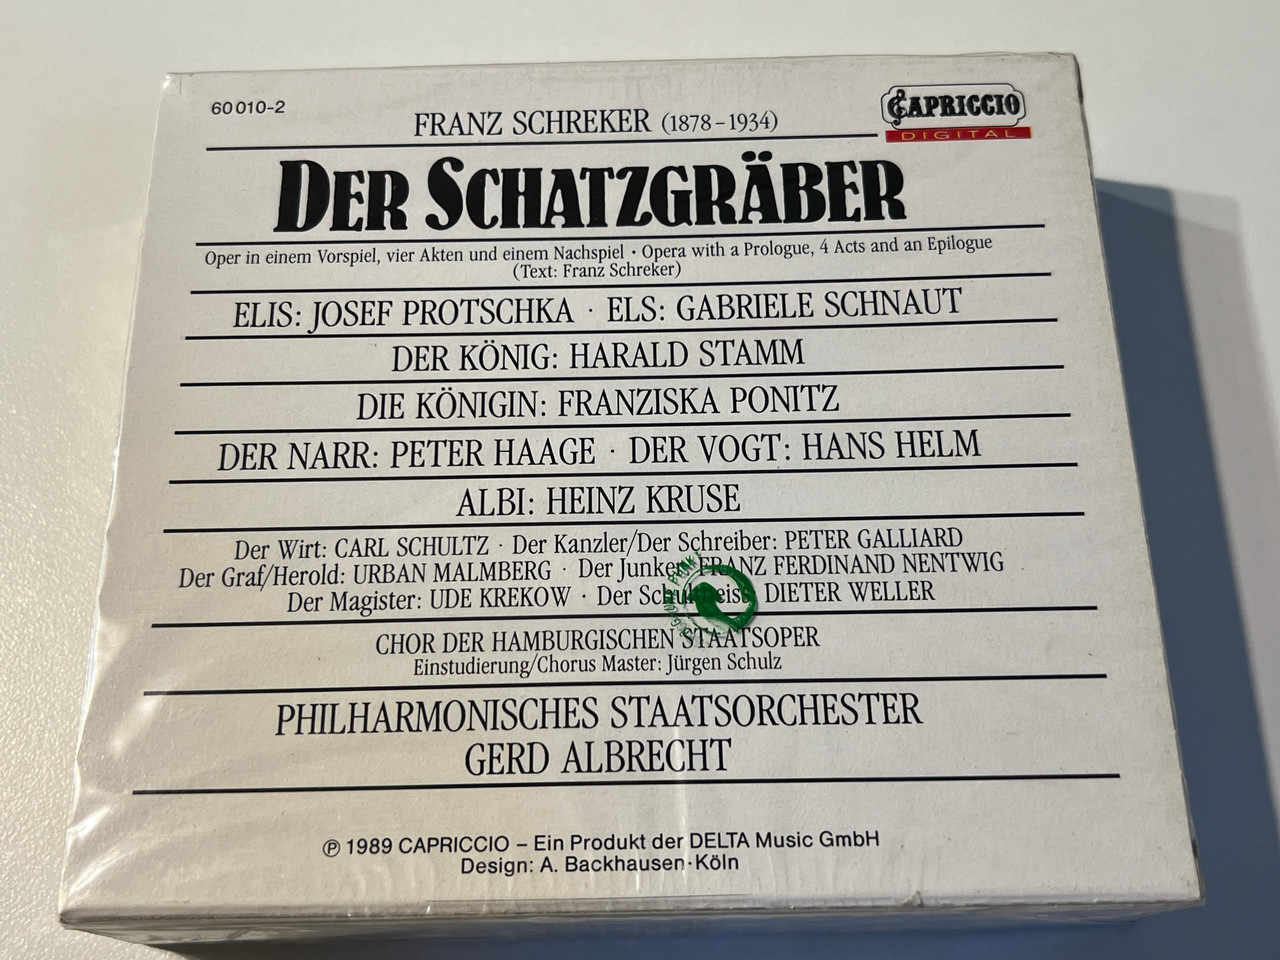 60 010-2
FRANZ SCHREKER (1878–1934)
CAPRICCIO
DIGITAL
DER SCHATZGRÄBER
Oper in einem Vorspiel, vier Akten und einem Nachspiel · Opera with a Prologue, 4 Acts and an Epilogue
(Text: Franz Schreker)
ELIS: JOSEF PROTSCHKA · ELS: GABRIELE SCHNAUT
DER KÖNIG: HARALD STAMM
DIE KÖNIGIN: FRANZISKA PONITZ
DER NARR: PETER HAAGE · DER VOGT: HANS HELM
ALBI: HEINZ KRUSE
Der Wirt: CARL SCHULTZ · Der Kanzler/Der Schreiber: PETER GALLIARD
Der Graf/Herold: URBAN MALMBERG · Der Junker: FRANZ FERDINAND NENTWIG
Der Magister: UDE KREKOW · Der Schultheiss: DIETER WELLER
CHOR DER HAMBURGISCHEN STAATSOPER
Einstudierung/Chorus Master: Jürgen Schulz
PHILHARMONISCHES STAATSORCHESTER
GERD ALBRECHT
℗ 1989 CAPRICCIO – Ein Produkt der DELTA Music GmbH
Design: A. Backhausen·Köln